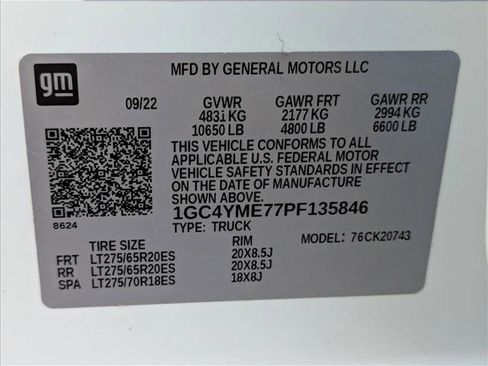 gm
MFD BY GENERAL MOTORS LLC
09/22 GVWR GAWR FRT GAWR RR
4831 KG 2177 KG 2994 KG
10650 LB 4800 LB 6600 LB
THIS VEHICLE CONFORMS TO ALL
APPLICABLE U.S. FEDERAL MOTOR
VEHICLE SAFETY STANDARDS IN EFFECT
ON THE DATE OF MANUFACTURE
SHOWN ABOVE.
1GC4YME77PF135846
8624 TYPE: TRUCK
TIRE SIZE RIM MODEL: 76CK20743
FRT LT275/65R20ES 20X8.5J
RR LT275/65R20ES 20X8.5J
SPA LT275/70R18ES 18X8J